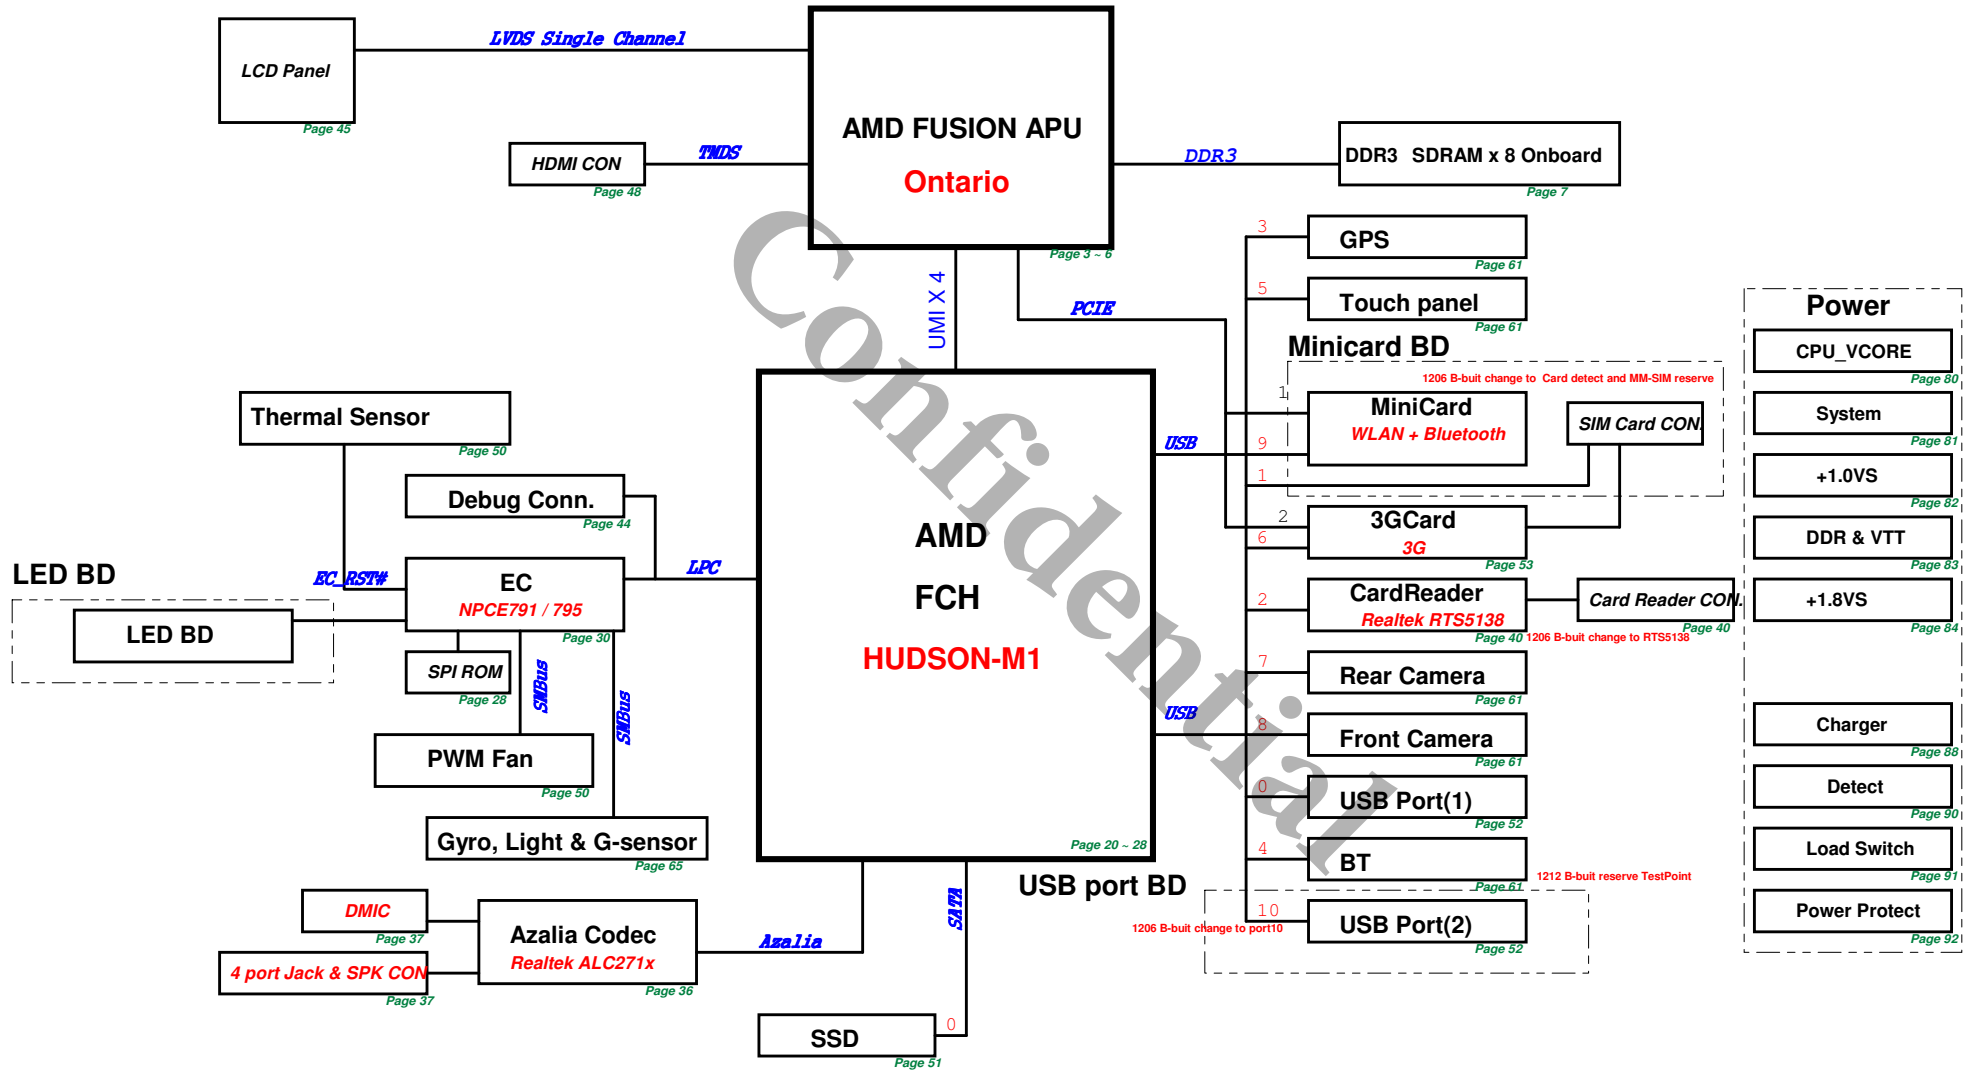 LVDS Single Channel
LCD Panel
Page 45
AMD FUSION APU
Ontario
Page 3 ~ 6
HDMI CON
TMDS
Page 48
DDR3
DDR3 SDRAM x 8 Onboard
Page 7
UMI X 4
PCIE
3
GPS
Page 61
5
Touch panel
Page 61
Minicard BD
1206 B-buit change to Card detect and MM-SIM reserve
1
MiniCard
WLAN + Bluetooth
SIM Card CON.
USB
9
1
2
3GCard
6
3G
Page 53
CardReader
2
Realtek RTS5138
Page 40
1206 B-buit change to RTS5138
Card Reader CON.
Page 40
7
Rear Camera
Page 61
USB
8
Front Camera
Page 61
0
USB Port(1)
Page 52
4
BT
Page 61
1212 B-buit reserve TestPoint
USB port BD
10
1206 B-buit change to port10
USB Port(2)
Page 52
Power
CPU_VCORE
Page 80
System
Page 81
+1.0VS
Page 82
DDR & VTT
Page 83
+1.8VS
Page 84
Charger
Page 88
Detect
Page 90
Load Switch
Page 91
Power Protect
Page 92
Thermal Sensor
Page 50
Debug Conn.
Page 44
LED BD
LED BD
EC_RST#
EC
NPCE791 / 795
Page 30
LPC
SPI ROM
Page 28
SMBus
SMBus
PWM Fan
Page 50
Gyro, Light & G-sensor
Page 65
AMD
FCH
HUDSON-M1
Page 20 ~ 28
DMIC
Page 37
4 port Jack & SPK CON
Page 37
Azalia Codec
Realtek ALC271x
Page 36
Azalia
SATA
SSD
0
Page 51
Confidential